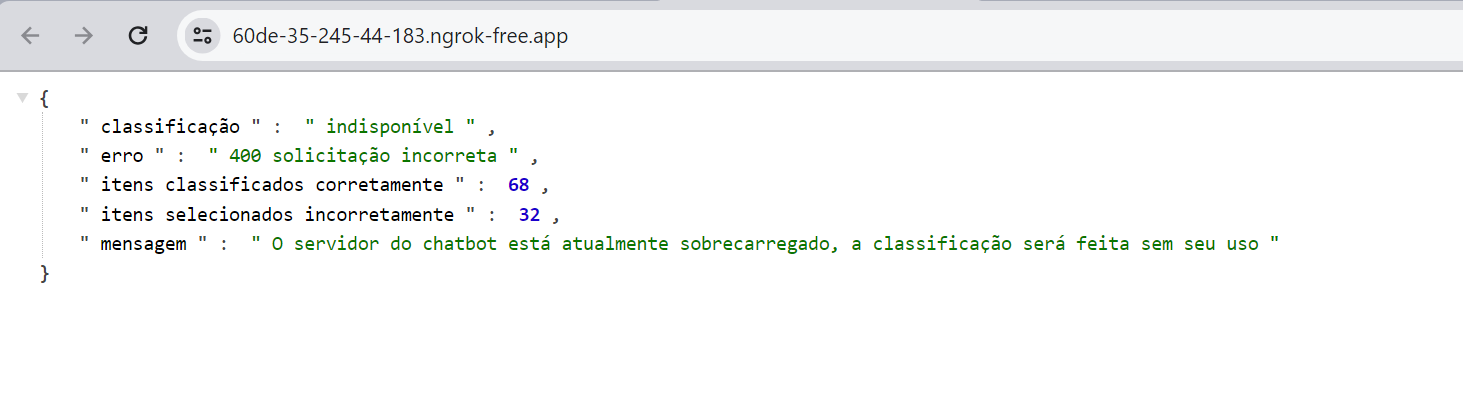 60de-35-245-44-183.ngrok-free.app
{
" classificação " : " indisponível " ,
" erro " : " 400 solicitação incorreta " ,
" itens classificados corretamente " : 68 ,
" itens selecionados incorretamente " : 32 ,
" mensagem " : " O servidor do chatbot está atualmente sobrecarregado, a classificação será feita sem seu uso "
}